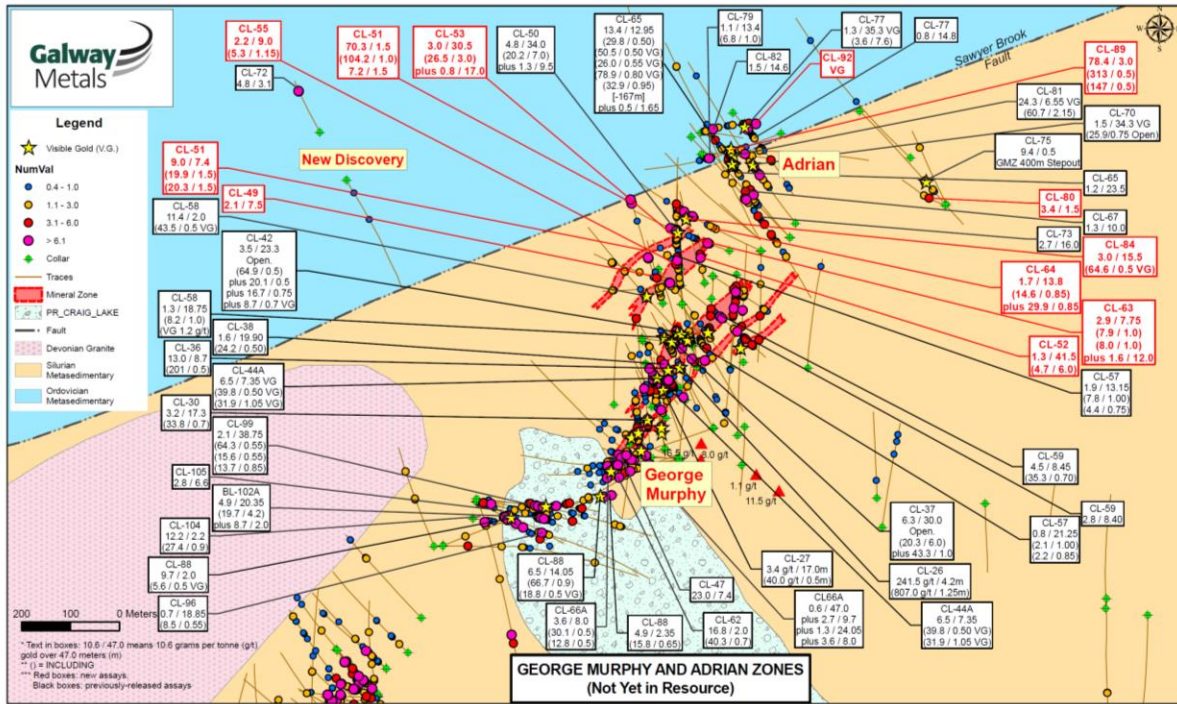 Galway
Metals
Legend
Visible Gold (V.G.)
NumVal
0.4 - 1.0
1.1 - 3.0
3.1 - 6.0
> 6.1
Collar
Traces
Mineral Zone
PR_CRAIG_LAKE
Fault
Devonian Granite
Silurian
Metasedimentary
Ordovician
Metasedimentary
CL-55
2.2 / 9.0
(5.3 / 1.15)
CL-72
4.8 / 3.1
CL-51
70.3 / 1.5
(104.2 / 1.0)
7.2 / 1.5
CL-53
3.0 / 30.5
(26.5 / 3.0)
plus 0.8 / 17.0
CL-50
4.8 / 34.0
(20.2 / 7.0)
plus 1.3 / 9.5
CL-65
13.4 / 12.95
(29.8 / 0.50)
(50.5 / 0.50 VG)
(26.0 / 0.55 VG)
(78.9 / 0.80 VG)
(32.9 / 0.95)
[-167m]
plus 0.5 / 1.65
CL-79
1.1 / 13.4
(6.8 / 1.0)
CL-82
1.5 / 14.6
CL-77
1.3 / 35.3 VG
(3.6 / 7.6)
CL-92
VG
CL-77
0.8 / 14.8
Sawyer Brook
Fault
N
CL-89
78.4 / 3.0
(313 / 0.5)
(147 / 0.5)
CL-81
24.3 / 6.55 VG
(60.7 / 2.15)
CL-70
1.5 / 34.3 VG
(25.9/0.75 Open)
CL-75
9.4 / 0.5
GMZ 400m Stepout
CL-65
1.2 / 23.5
CL-80
3.4 / 1.5
CL-67
1.3 / 10.0
CL-73
2.7 / 16.0
CL-84
3.0 / 15.5
(64.6 / 0.5 VG)
CL-64
1.7 / 13.8
(14.6 / 0.85)
plus 29.9 / 0.85
CL-63
2.9 / 7.75
(7.9 / 1.0)
(8.0 / 1.0)
plus 1.6 / 12.0
CL-52
1.3 / 41.5
(4.7 / 6.0)
CL-57
1.9 / 13.15
(7.8 / 1.00)
(4.4 / 0.75)
CL-59
4.5 / 8.45
(35.3 / 0.70)
CL-59
2.8 / 8.40
CL-57
0.8 / 21.25
(2.1 / 1.00)
(2.2 / 0.85)
CL-37
6.3 / 30.0
Open.
(20.3 / 6.0)
plus 43.3 / 1.0
CL-26
241.5 g/t / 4.2m
(807.0 g/t / 1.25m)
CL-44A
6.5 / 7.35
(39.8 / 0.50 VG)
(31.9 / 1.05 VG)
CL-27
3.4 g/t / 17.0m
(40.0 g/t / 0.5m)
CL66A
0.6 / 47.0
plus 2.7 / 9.7
plus 1.3 / 24.05
plus 3.6 / 8.0
CL-47
23.0 / 7.4
CL-62
16.8 / 2.0
(40.3 / 0.7)
CL-88
4.9 / 2.35
(15.8 / 0.65)
CL-88
6.5 / 14.05
(66.7 / 0.9)
(18.8 / 0.5 VG)
CL-66A
3.6 / 8.0
(30.1 / 0.5)
(12.8 / 0.5)
New Discovery
Adrian
George
Murphy
8.0 g/t
1.1 g/t
11.5 g/t
CL-51
9.0 / 7.4
(19.9 / 1.5)
(20.3 / 1.5)
CL-49
2.1 / 7.5
CL-58
11.4 / 2.0
(43.5 / 0.5 VG)
CL-42
3.5 / 23.3
Open.
(64.9 / 0.5)
plus 20.1 / 0.5
plus 16.7 / 0.75
plus 8.7 / 0.7 VG
CL-58
1.3 / 18.75
(8.2 / 1.0)
(VG 1.2 g/t)
CL-38
1.6 / 19.90
(24.2 / 0.50)
CL-36
13.0 / 8.7
(201 / 0.5)
CL-44A
6.5 / 7.35 VG
(39.8 / 0.50 VG)
(31.9 / 1.05 VG)
CL-30
3.2 / 17.3
(33.8 / 0.7)
CL-99
2.1 / 38.75
(64.3 / 0.55)
(15.6 / 0.55)
(13.7 / 0.85)
CL-105
2.8 / 6.6
BL-102A
4.9 / 20.35
(19.7 / 4.2)
plus 8.7 / 2.0
CL-104
12.2 / 2.2
(27.4 / 0.9)
CL-88
9.7 / 2.0
(5.6 / 0.5 VG)
CL-96
0.7 / 18.85
(8.5 / 0.55)
200 100 0 Meters
* Text in boxes: 10.6 / 47.0 means 10.6 grams per tonne (g/t)
gold over 47.0 meters (m)
** () = INCLUDING
*** Red boxes: new assays.
Black boxes: previously-released assays
GEORGE MURPHY AND ADRIAN ZONES
(Not Yet in Resource)